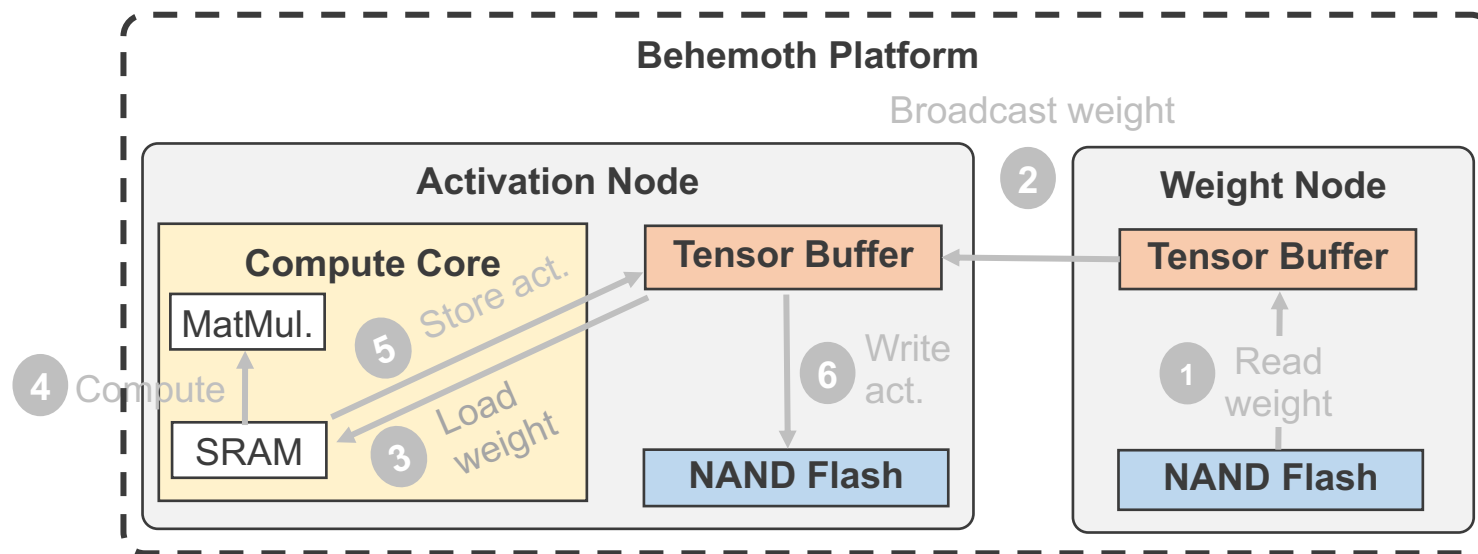 Behemoth Platform
Broadcast weight
2
Activation Node
Weight Node
Compute Core
Tensor Buffer
Tensor Buffer
MatMul.
5 Store act.
4 Compute
3 Load
weight
6 Write
act.
1 Read
weight
SRAM
NAND Flash
NAND Flash